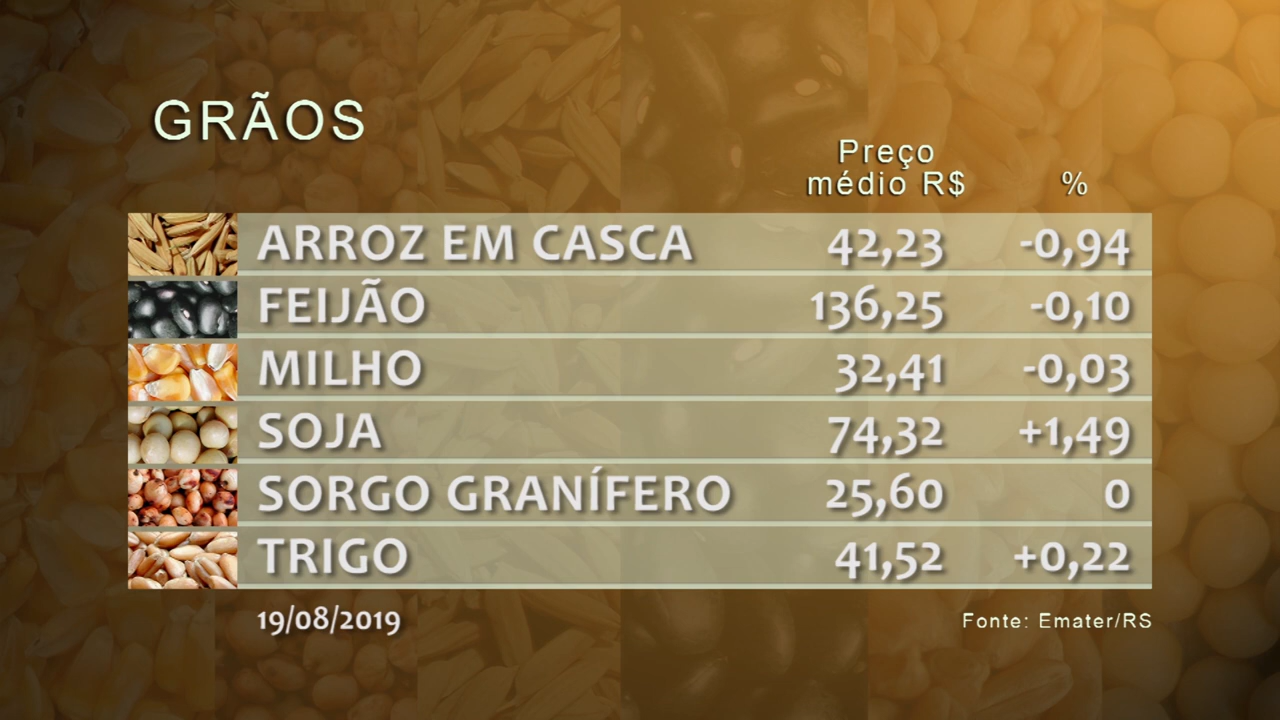 GRÃOS
Preço
médio R$ %
ARROZ EM CASCA 42,23 -0,94
FEIJÃO 136,25 -0,10
MILHO 32,41 -0,03
SOJA 74,32 +1,49
SORGO GRANÍFERO 25,60 0
TRIGO 41,52 +0,22
19/08/2019 Fonte: Emater/RS